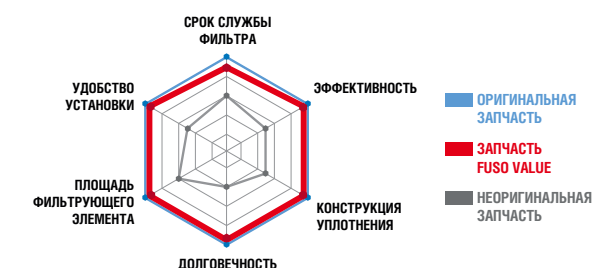 СРОК СЛУЖБЫ
ФИЛЬТРА
ЭФФЕКТИВНОСТЬ
КОНСТРУКЦИЯ
УПЛОТНЕНИЯ
ДОЛГОВЕЧНОСТЬ
ПЛОЩАДЬ
ФИЛЬТРУЮЩЕГО
ЭЛЕМЕНТА
УДОБСТВО
УСТАНОВКИ
ОРИГИНАЛЬНАЯ
ЗАПЧАСТЬ
ЗАПЧАСТЬ
FUSO VALUE
НЕОРИГИНАЛЬНАЯ
ЗАПЧАСТЬ